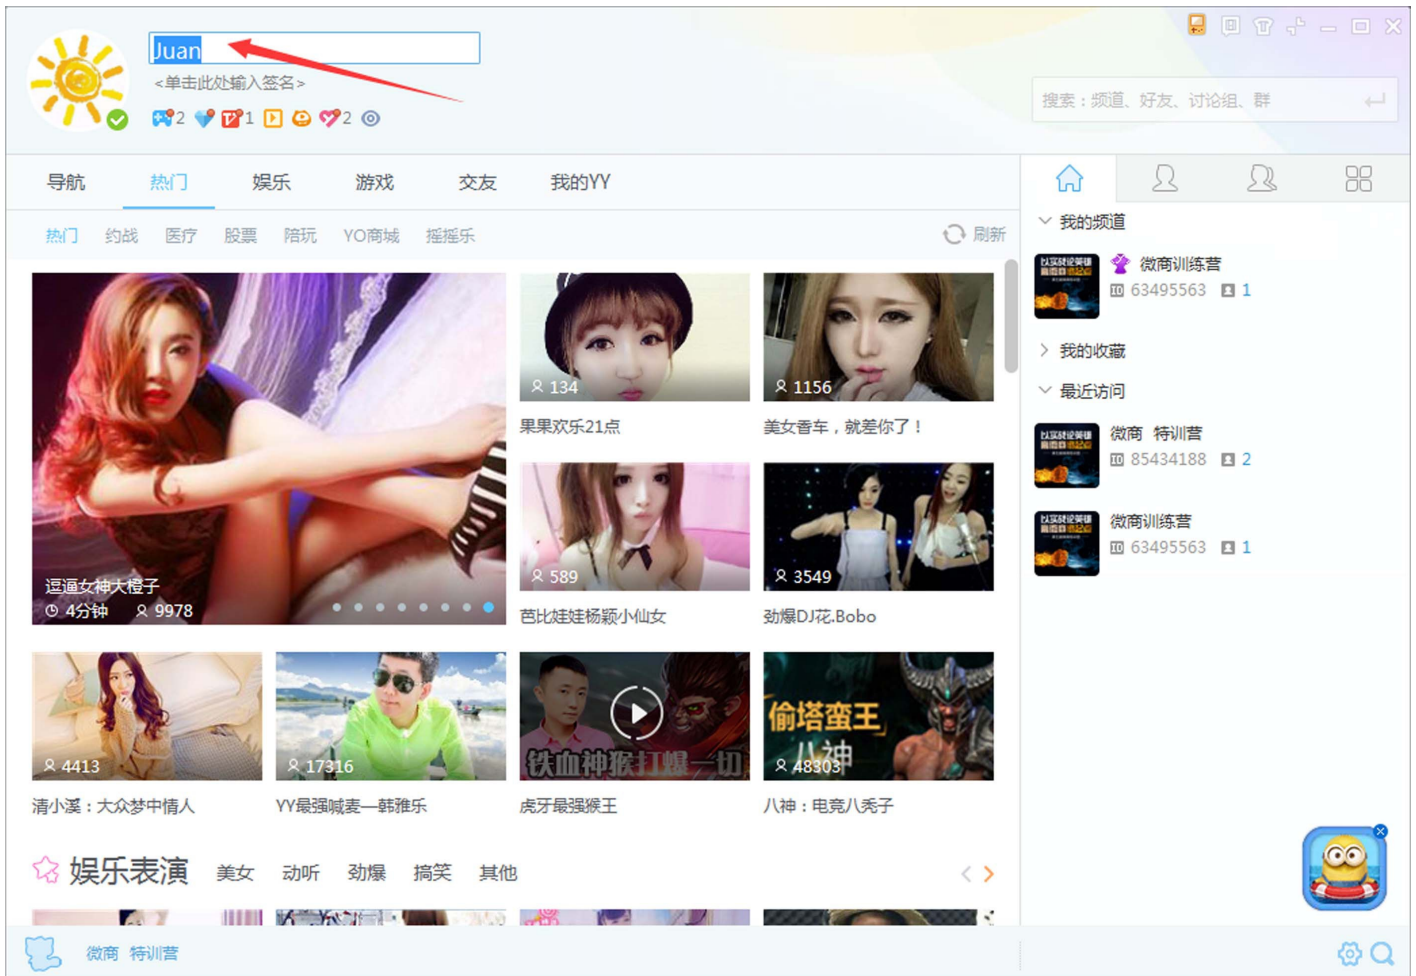 Juan
<单击此处输入签名>
2 1 2
搜索：频道、好友、讨论组、群
导航 热门 娱乐 游戏 交友 我的YY
热门 约战 医疗 股票 陪玩 YO商城 摇摇乐 刷新
我的频道
微商训练营
ID 63495563 1
我的收藏
最近访问
微商 特训营
ID 85434188 2
微商训练营
ID 63495563 1
逗逼女神大橙子
4分钟 9978
134
果果欢乐21点
1156
美女香车，就差你了！
589
芭比娃娃杨颖小仙女
3549
劲爆DJ花.Bobo
4413
清小溪：大众梦中情人
17316
YY最强喊麦—韩雅乐
铁血神猴打爆一切
虎牙最强猴王
偷塔蛮王
八神
48303
八神：电竞八秃子
娱乐表演 美女 动听 劲爆 搞笑 其他
微商 特训营